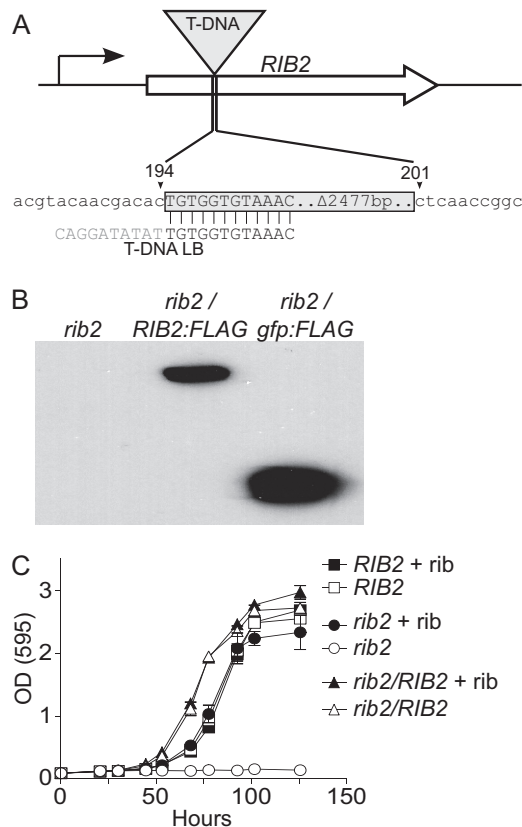 A
T-DNA
RIB2
194
201
acgtacaacgacacTGTGGTGTAAAC..Δ2477bp..ctcaaccggc
CAGGATATATTGTGGTGTAAAC
T-DNA LB
B
rib2
rib2 /
RIB2:FLAG
rib2 /
gfp:FLAG
C
OD (595)
3
2
1
0
0
50
100
150
Hours
RIB2 + rib
RIB2
rib2 + rib
rib2
rib2/RIB2 + rib
rib2/RIB2